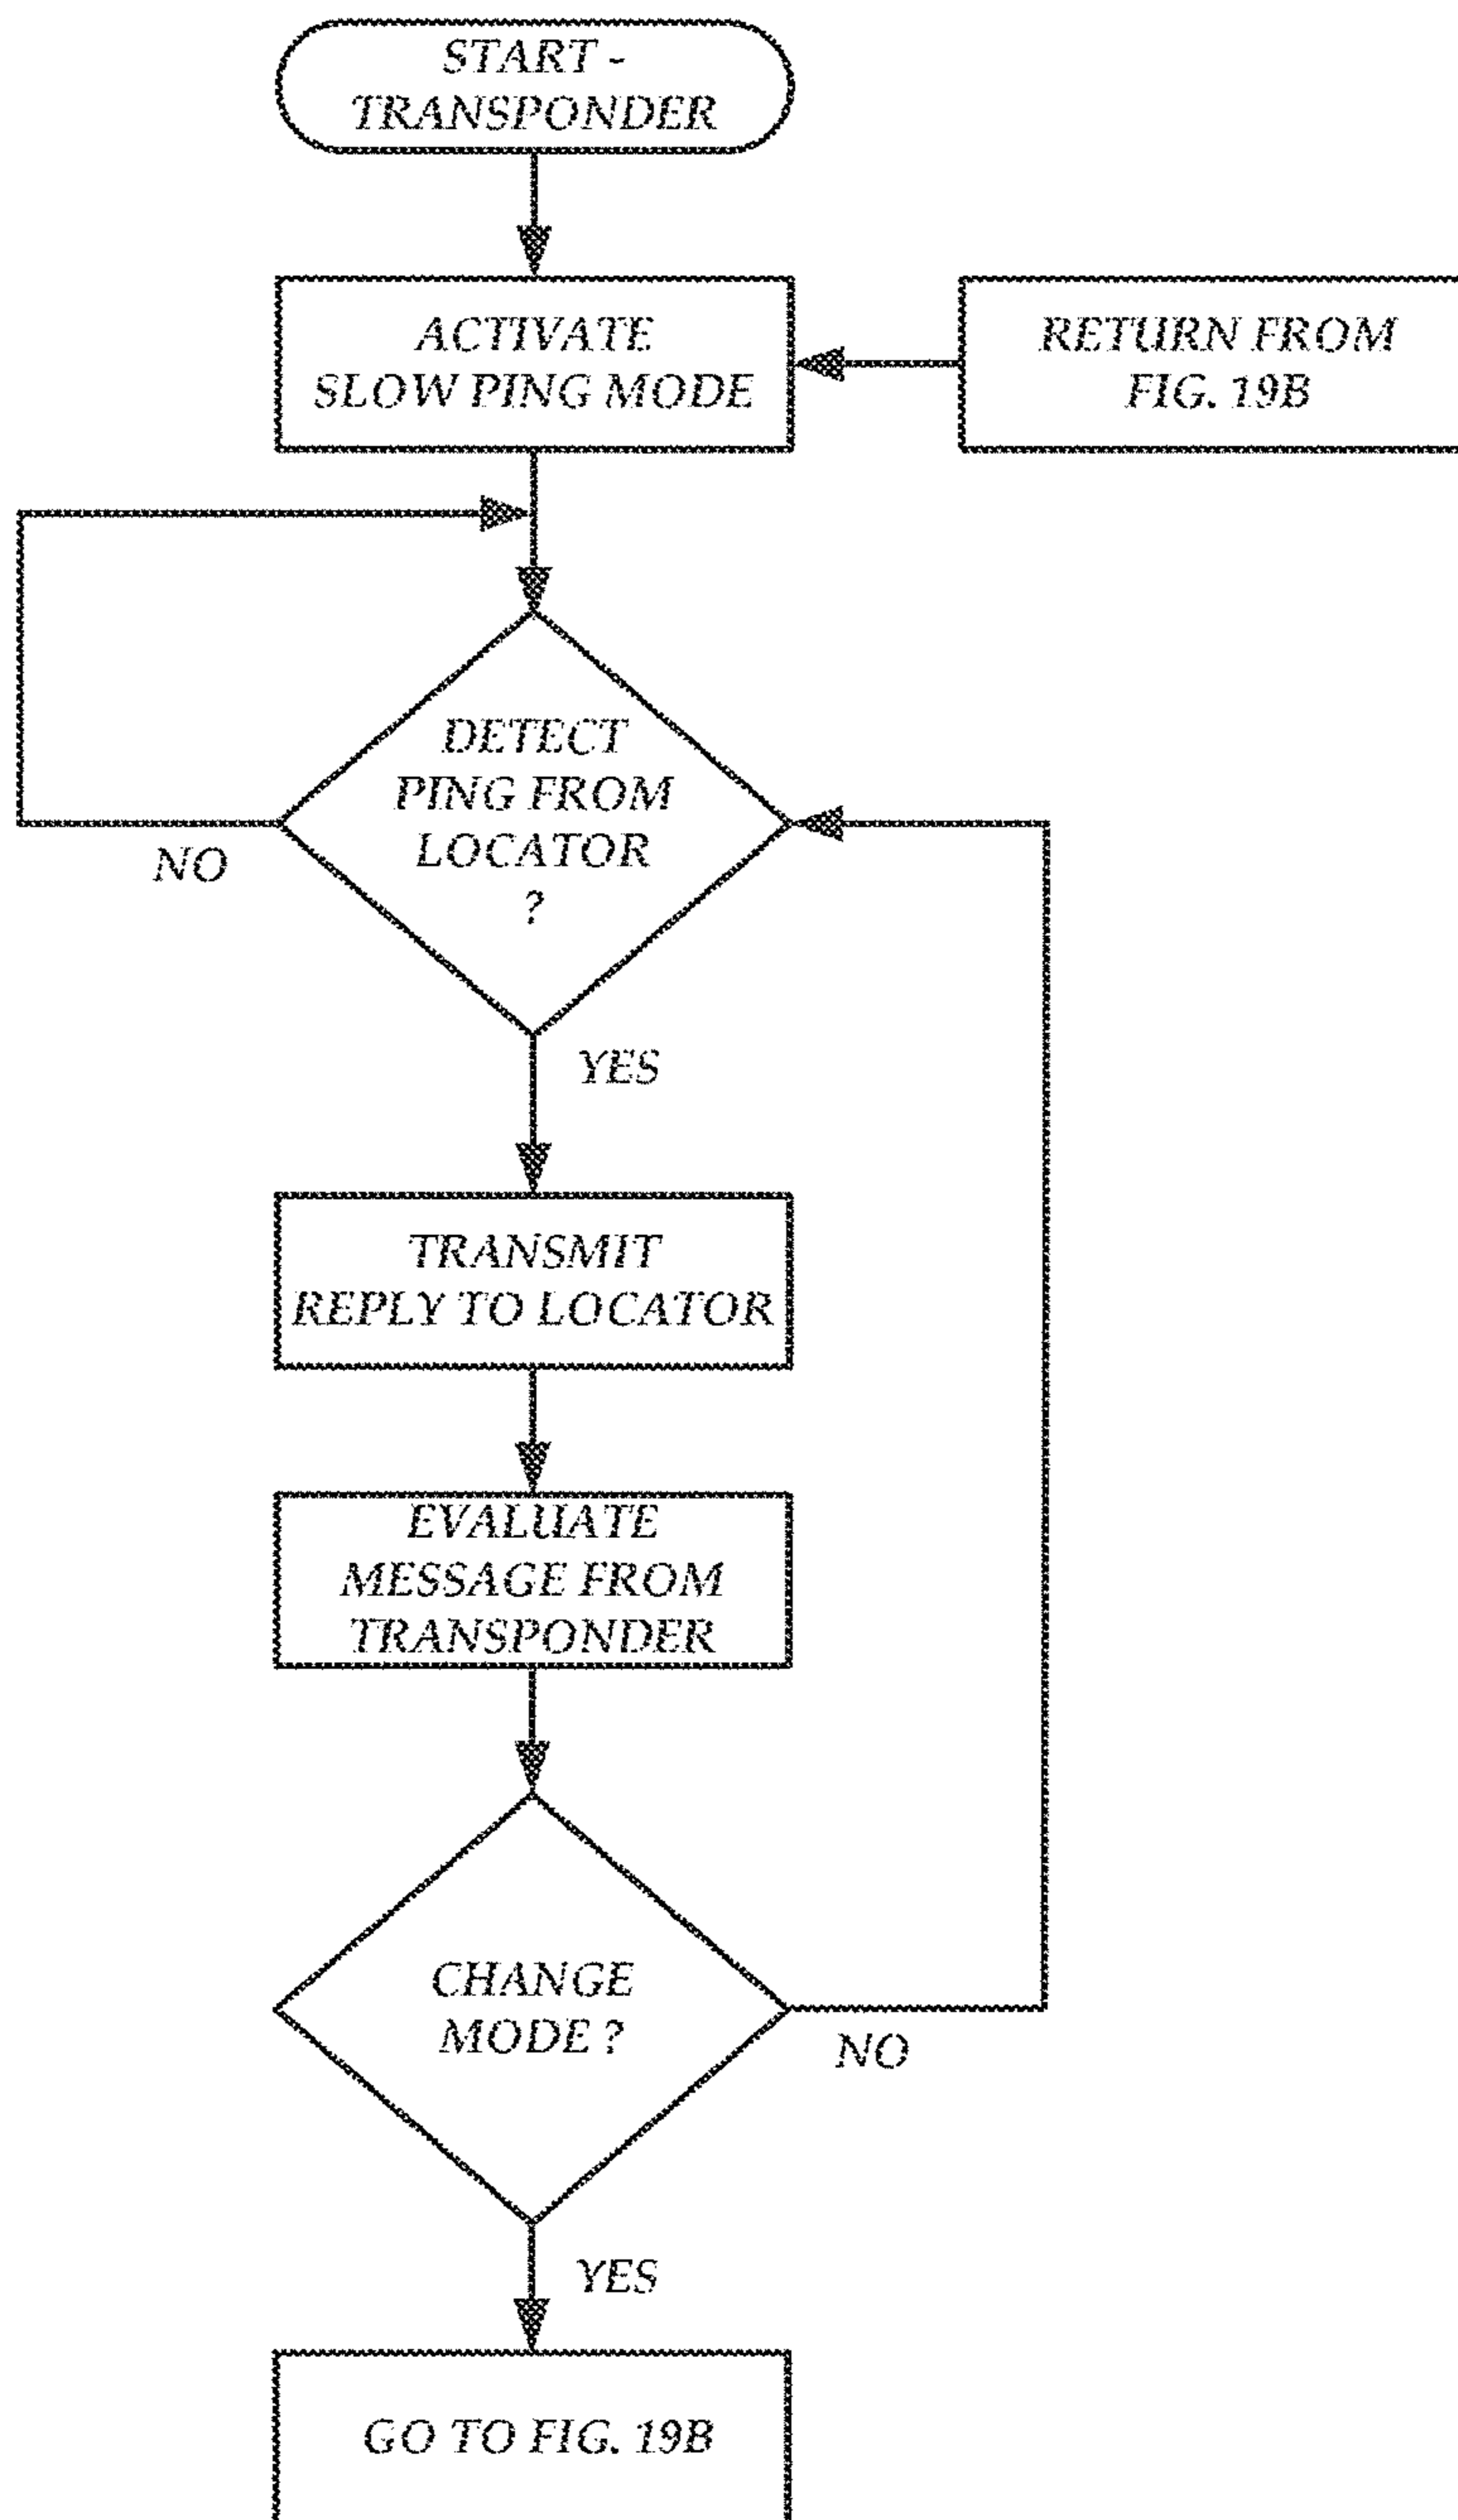 START -
TRANSPONDER
ACTIVATE
SLOW PING MODE
RETURN FROM
FIG. 19B
DETECT
PING FROM
LOCATOR
?
NO
YES
TRANSMIT
REPLY TO LOCATOR
EVALUATE
MESSAGE FROM
TRANSPONDER
CHANGE
MODE ?
NO
YES
GO TO FIG. 19B